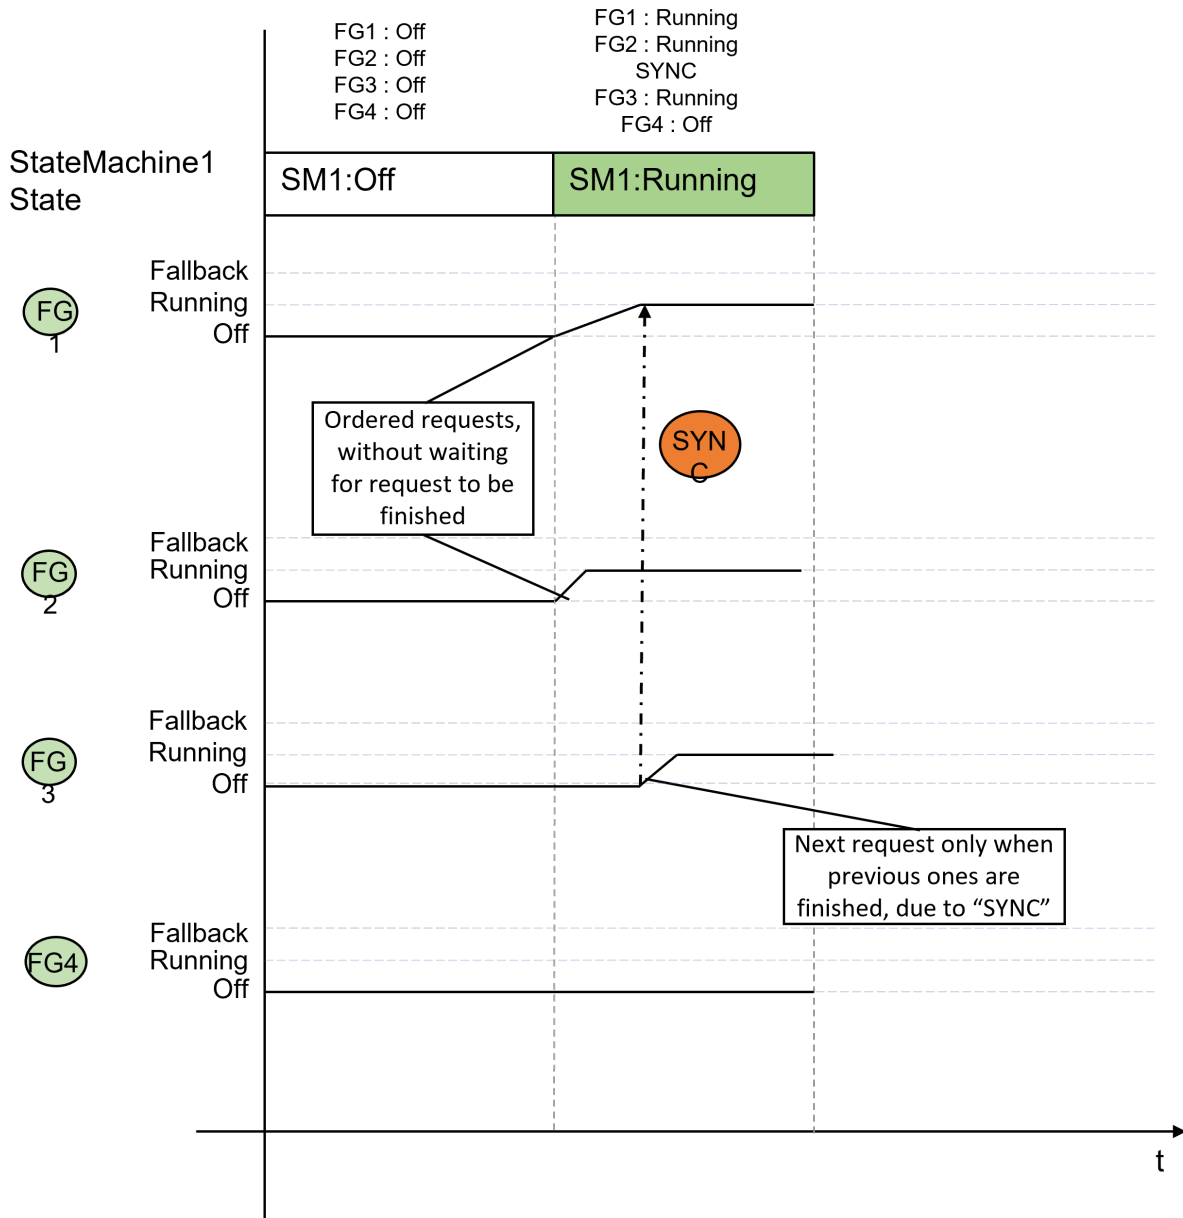 FG1 : Off
FG2 : Off
FG3 : Off
FG4 : Off
FG1 : Running
FG2 : Running
SYNC
FG3 : Running
FG4 : Off
StateMachine1
State
SM1:Off
SM1:Running
Fallback
Running
Off
FG
1
Ordered requests,
without waiting
for request to be
finished
SYN
C
Fallback
Running
Off
FG
2
Fallback
Running
Off
FG
3
Next request only when
previous ones are
finished, due to “SYNC”
Fallback
Running
Off
FG4
t